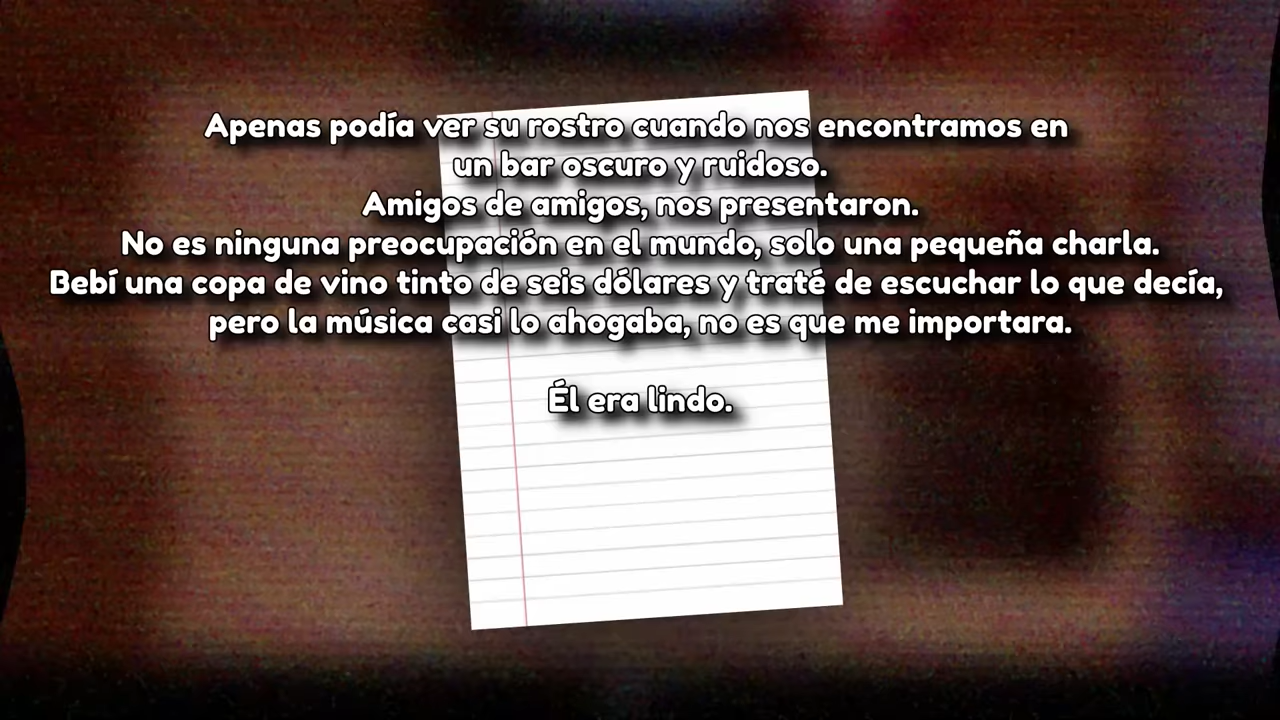 Apenas podía ver su rostro cuando nos encontramos en
un bar oscuro y ruidoso.
Amigos de amigos, nos presentaron.
No es ninguna preocupación en el mundo, solo una pequeña charla.
Bebí una copa de vino tinto de seis dólares y traté de escuchar lo que decía,
pero la música casi lo ahogaba, no es que me importara.
Él era lindo.